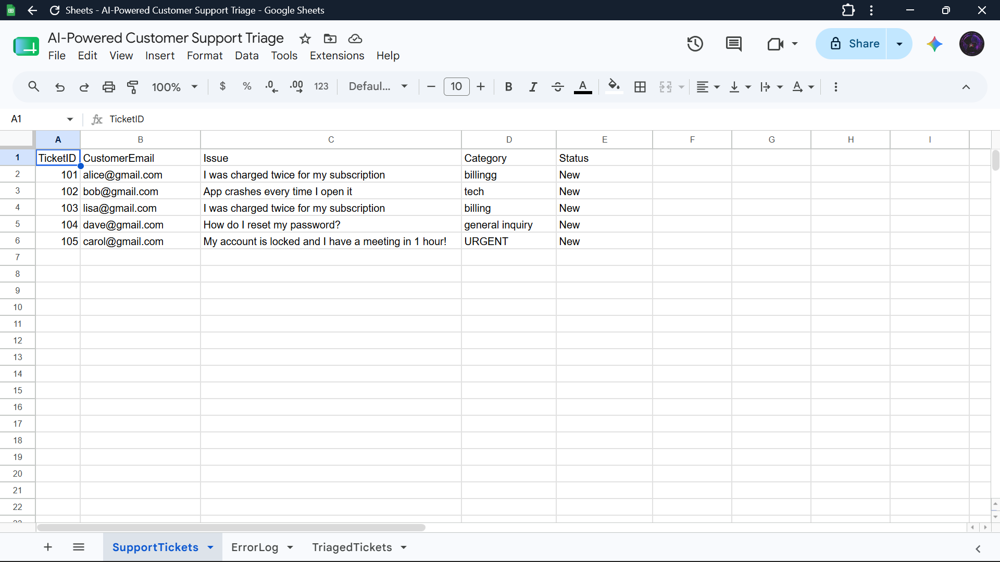 Sheets - AI-Powered Customer Support Triage - Google Sheets
AI-Powered Customer Support Triage
File Edit View Insert Format Data Tools Extensions Help
Share
100% $ % .0 .00 123 Defaul... 10 B I A A
A1 fx TicketID
A B C D E F G H I
1 TicketID CustomerEmail Issue Category Status
2 101 alice@gmail.com I was charged twice for my subscription billingg New
3 102 bob@gmail.com App crashes every time I open it tech New
4 103 lisa@gmail.com I was charged twice for my subscription billing New
5 104 dave@gmail.com How do I reset my password? general inquiry New
6 105 carol@gmail.com My account is locked and I have a meeting in 1 hour! URGENT New
7
8
9
10
11
12
13
14
15
16
17
18
19
20
21
22
SupportTickets ErrorLog TriagedTickets